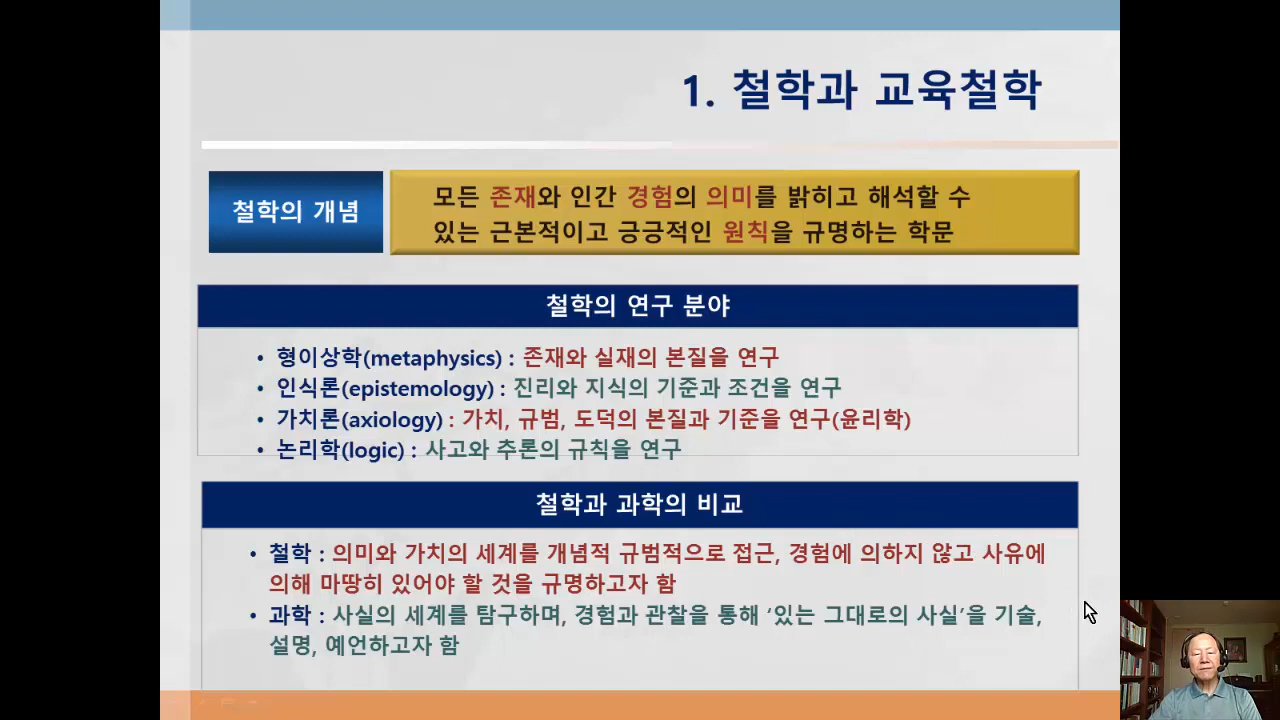 1. 철학과 교육철학
철학의 개념
모든 존재와 인간 경험의 의미를 밝히고 해석할 수
있는 근본적이고 궁극적인 원칙을 규명하는 학문
철학의 연구 분야
• 형이상학(metaphysics) : 존재와 실재의 본질을 연구
• 인식론(epistemology) : 진리와 지식의 기준과 조건을 연구
• 가치론(axiology) : 가치, 규범, 도덕의 본질과 기준을 연구(윤리학)
• 논리학(logic) : 사고와 추론의 규칙을 연구
철학과 과학의 비교
• 철학 : 의미와 가치의 세계를 개념적 규범적으로 접근, 경험에 의하지 않고 사유에
의해 마땅히 있어야 할 것을 규명하고자 함
• 과학 : 사실의 세계를 탐구하며, 경험과 관찰을 통해 ‘있는 그대로의 사실’을 기술,
설명, 예언하고자 함